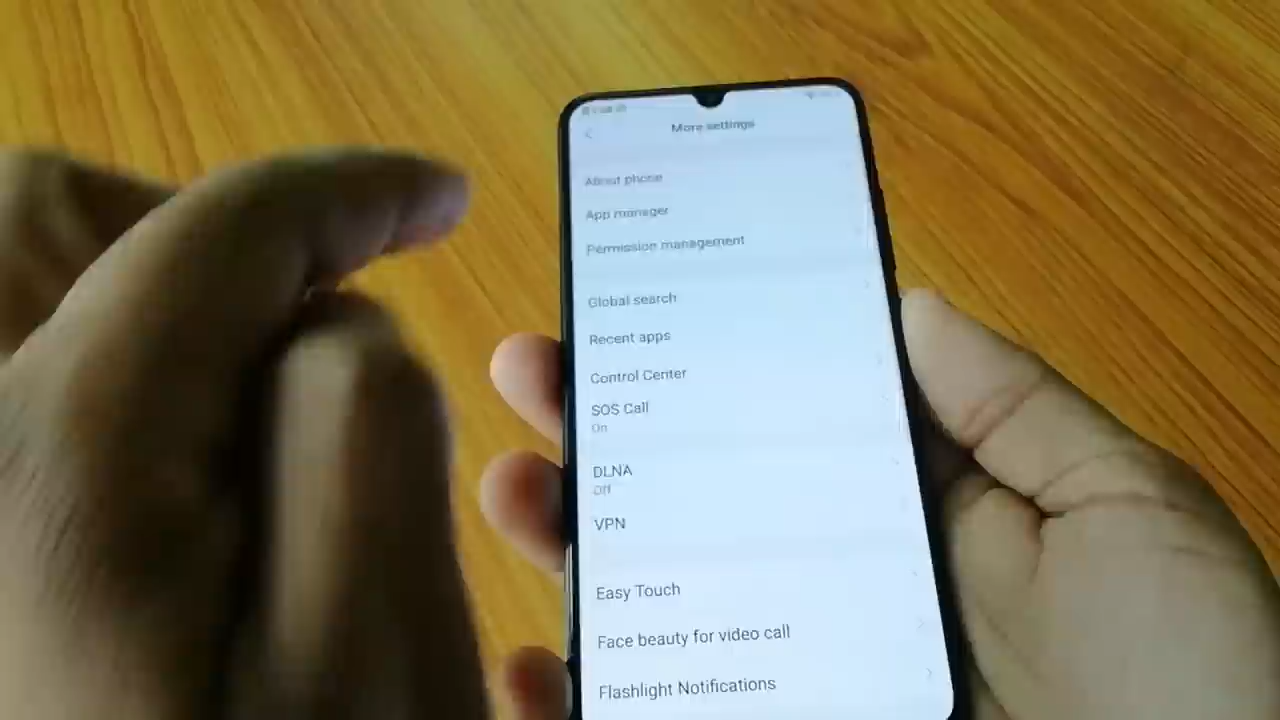 More settings
About phone
App manager
Permission management
Global search
Recent apps
Control Center
SOS Call
On
DLNA
Off
VPN
Easy Touch
Face beauty for video call
Flashlight Notifications